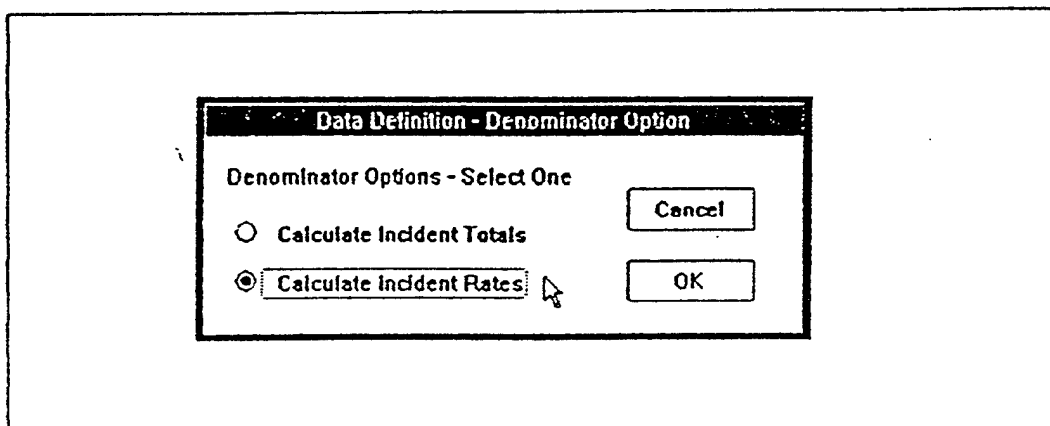 Data Definition - Denominator Option
Denominator Options - Select One
Cancel
Calculate Incident Totals
Calculate Incident Rates
OK